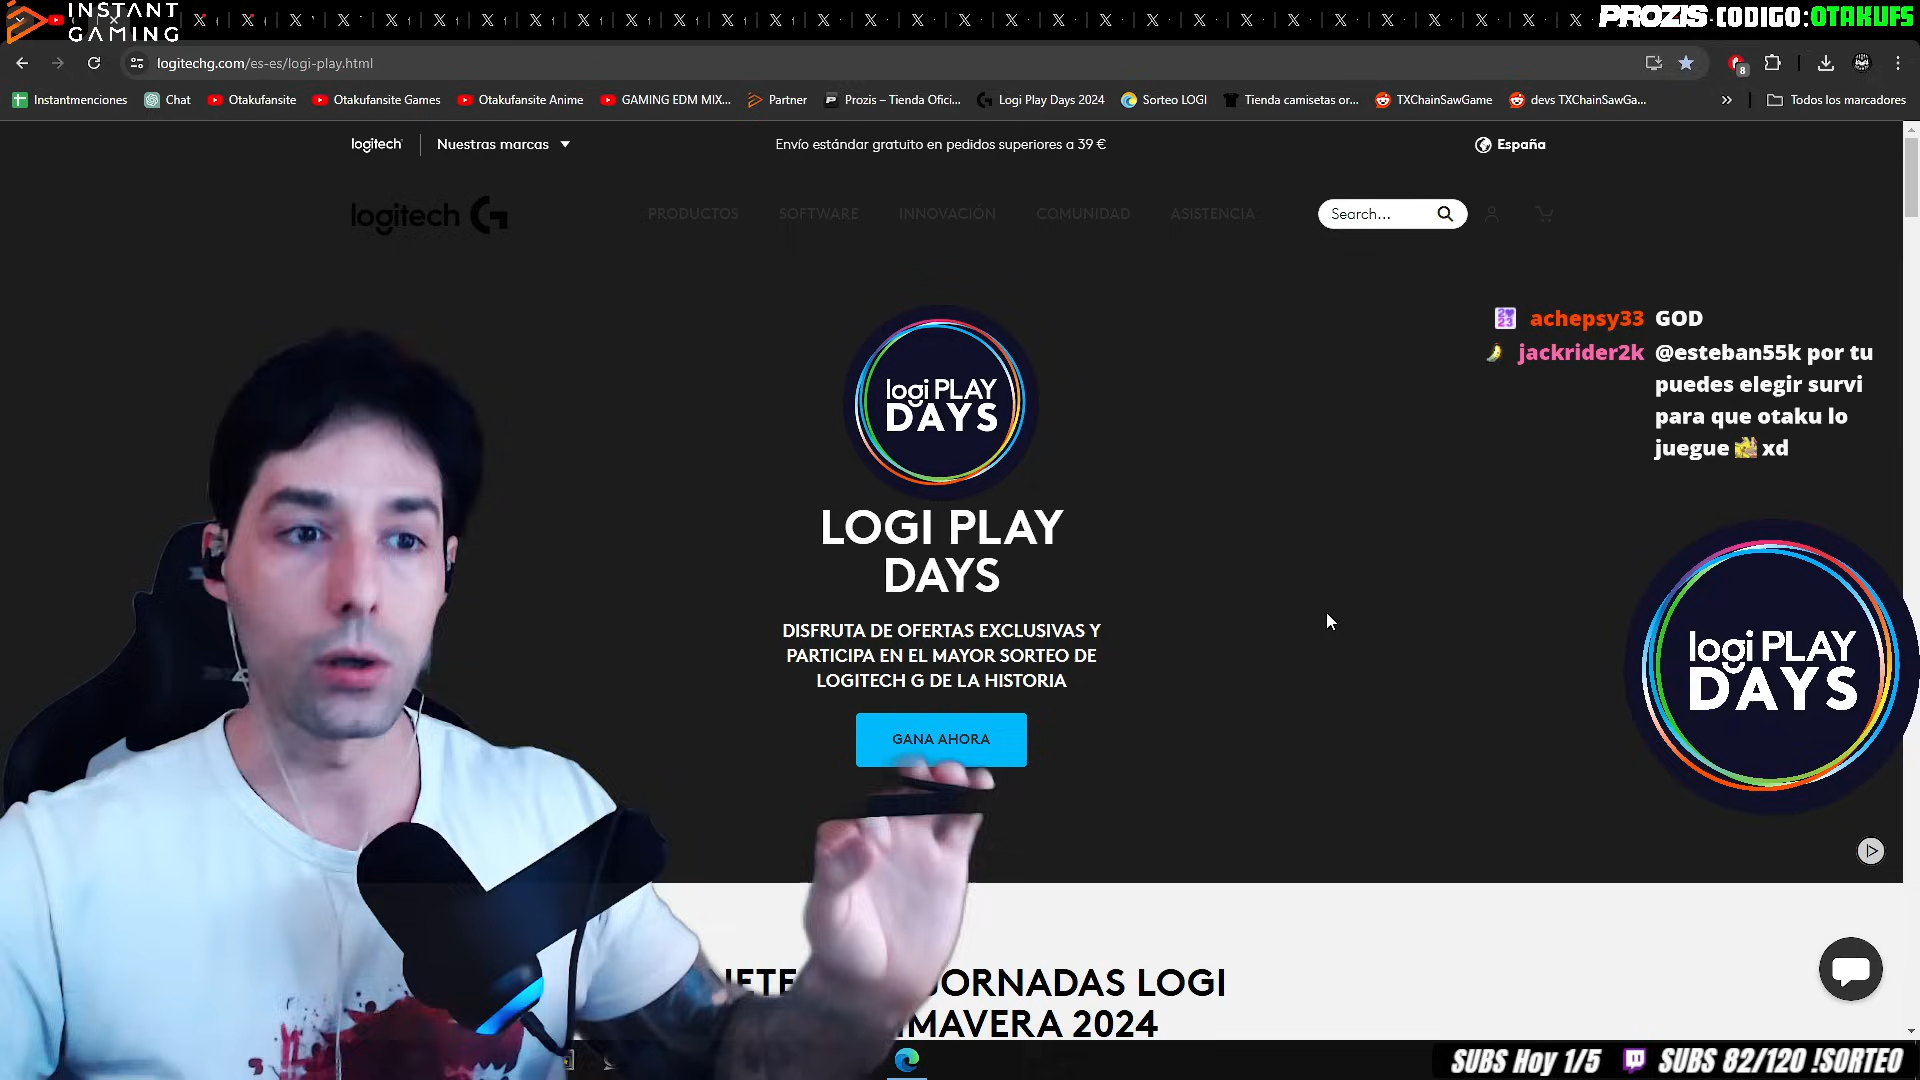 INSTANT
GAMING
PROZIS CODIGO:OTAKUFS
logitechg.com/es-es/logi-play.html
8
Instantmenciones
Chat
Otakufansite
Otakufansite Games
Otakufansite Anime
GAMING EDM MIX...
Partner
Prozis – Tienda Ofici...
Logi Play Days 2024
Sorteo LOGI
Tienda camisetas or...
TXChainSawGame
devs TXChainSawGa...
»
Todos los marcadores
logitech
Nuestras marcas
Envío estándar gratuito en pedidos superiores a 39 €
España
logitech G
PRODUCTOS
SOFTWARE
INNOVACIÓN
COMUNIDAD
ASISTENCIA
Search...
achepsy33 GOD
jackrider2k @esteban55k por tu
puedes elegir survi
para que otaku lo
juegue xd
logi PLAY
DAYS
LOGI PLAY
DAYS
DISFRUTA DE OFERTAS EXCLUSIVAS Y
PARTICIPA EN EL MAYOR SORTEO DE
LOGITECH G DE LA HISTORIA
GANA AHORA
logi PLAY
DAYS
JORNADAS LOGI
IMAVERA 2024
SUBS Hoy 1/5
SUBS 82/120 !SORTEO